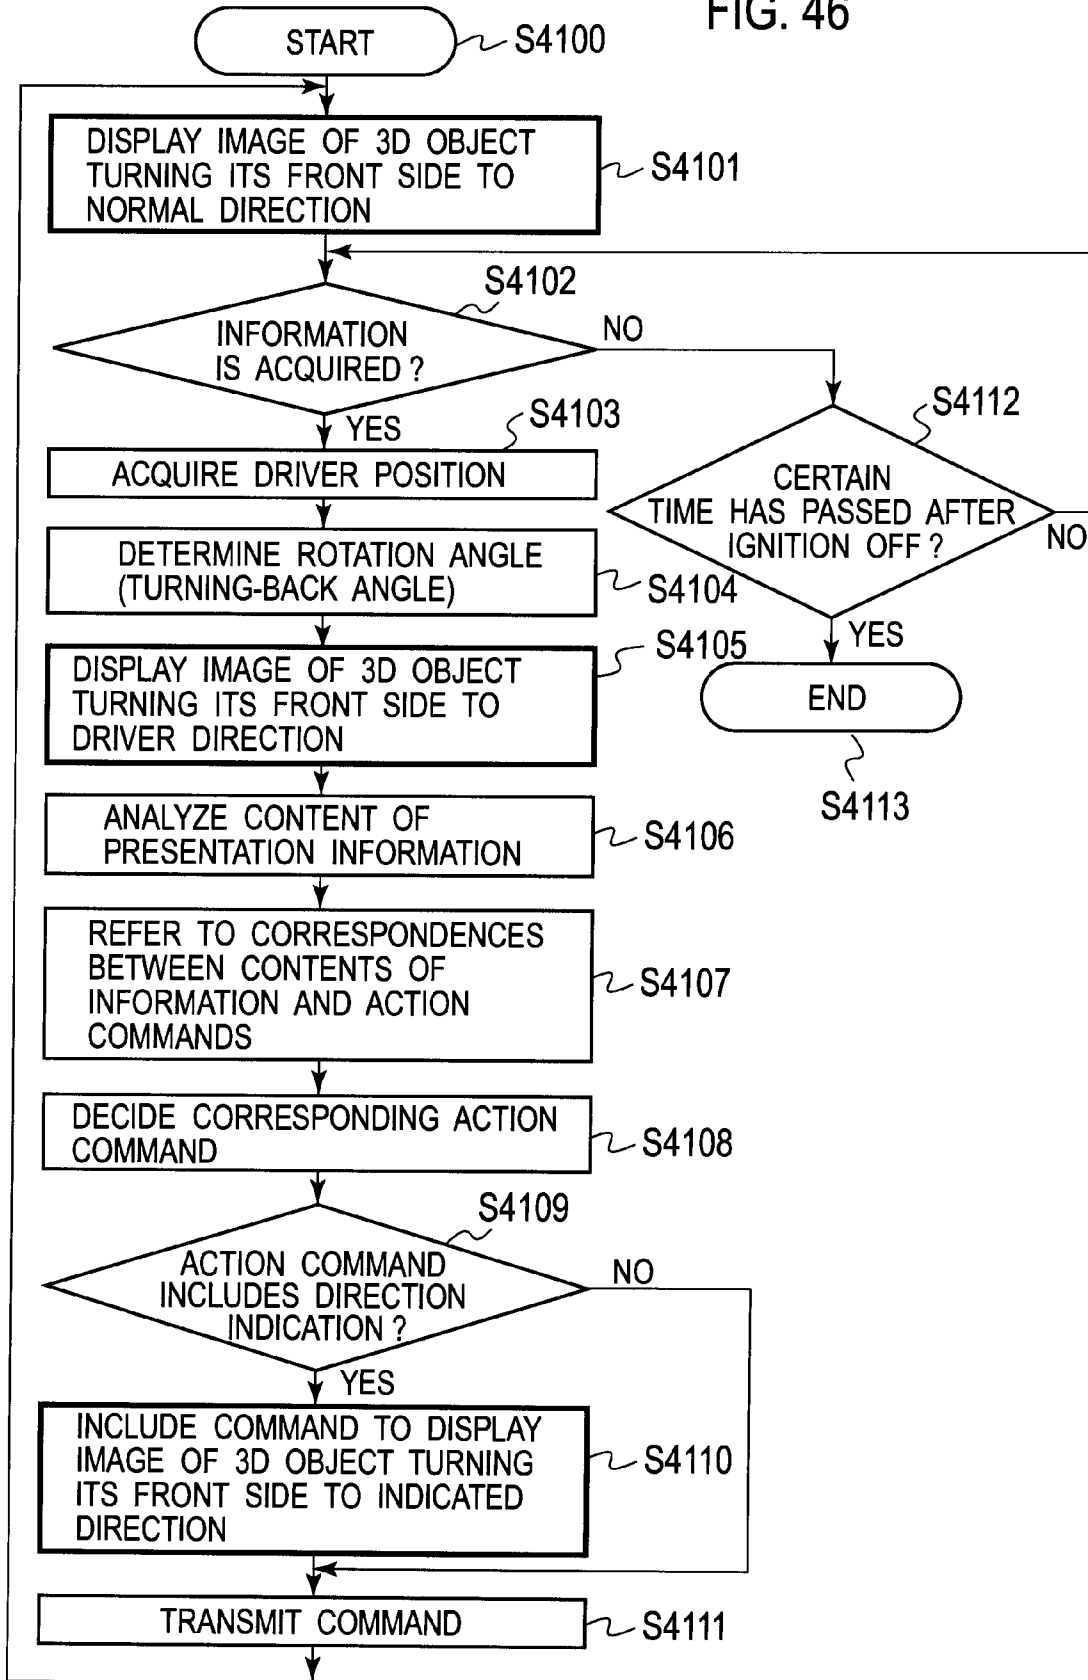 FIG. 46
START
S4100
DISPLAY IMAGE OF 3D OBJECT
TURNING ITS FRONT SIDE TO
NORMAL DIRECTION
S4101
S4102
INFORMATION
IS ACQUIRED ?
NO
YES
S4103
ACQUIRE DRIVER POSITION
S4112
CERTAIN
TIME HAS PASSED AFTER
IGNITION OFF ?
NO
YES
END
S4113
DETERMINE ROTATION ANGLE
(TURNING-BACK ANGLE)
S4104
DISPLAY IMAGE OF 3D OBJECT
TURNING ITS FRONT SIDE TO
DRIVER DIRECTION
S4105
ANALYZE CONTENT OF
PRESENTATION INFORMATION
S4106
REFER TO CORRESPONDENCES
BETWEEN CONTENTS OF
INFORMATION AND ACTION
COMMANDS
S4107
DECIDE CORRESPONDING ACTION
COMMAND
S4108
S4109
ACTION COMMAND
INCLUDES DIRECTION
INDICATION ?
NO
YES
INCLUDE COMMAND TO DISPLAY
IMAGE OF 3D OBJECT TURNING
ITS FRONT SIDE TO INDICATED
DIRECTION
S4110
TRANSMIT COMMAND
S4111